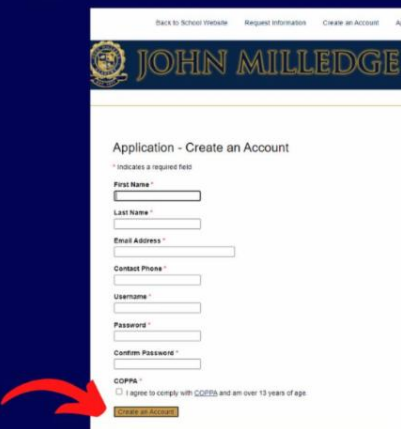 Back to School Website Request Information Create an Account
JOHN MILLEDGE
Application - Create an Account
* Indicates a required field
First Name *
Last Name *
Email Address *
Contact Phone *
Username *
Password *
Confirm Password *
COPPA *
I agree to comply with COPPA and am over 13 years of age.
Create an Account